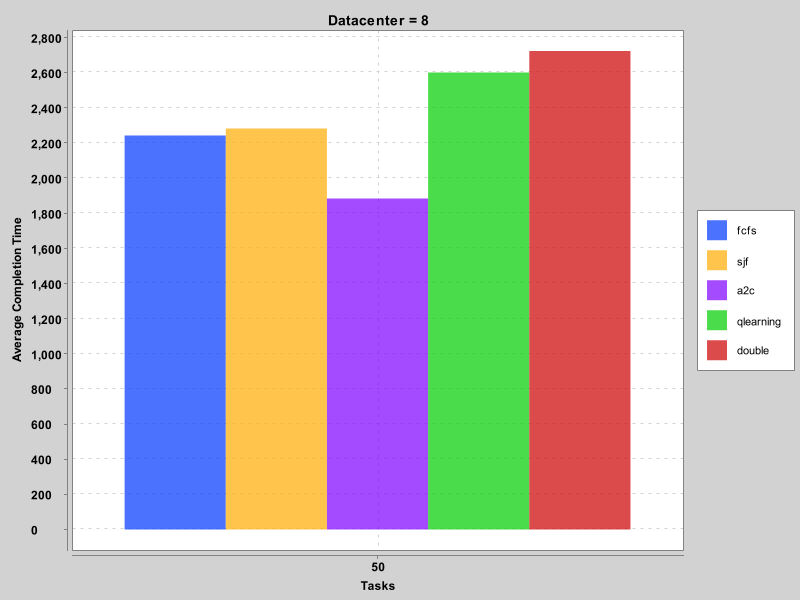 Datacenter = 8
Average Completion Time
2,800
2,600
2,400
2,200
2,000
1,800
1,600
1,400
1,200
1,000
800
600
400
200
0
50
Tasks
fcfs
sjf
a2c
qlearning
double